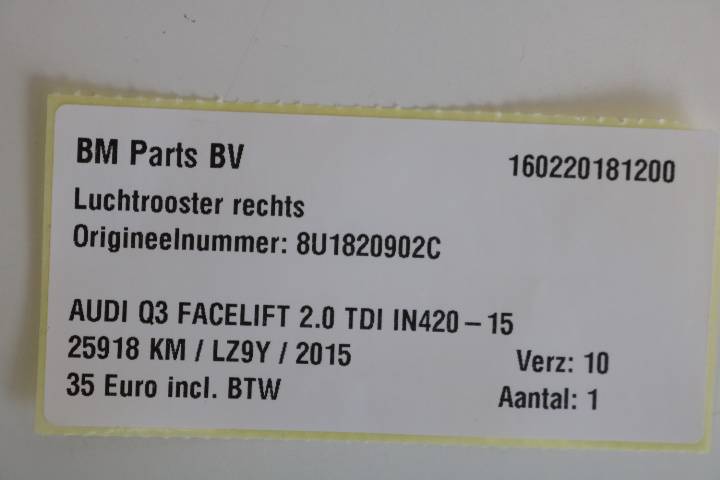 BM Parts BV 160220181200
Luchtrooster rechts
Origineelnummer: 8U1820902C
AUDI Q3 FACELIFT 2.0 TDI IN420 – 15
25918 KM / LZ9Y / 2015 Verz: 10
35 Euro incl. BTW Aantal: 1